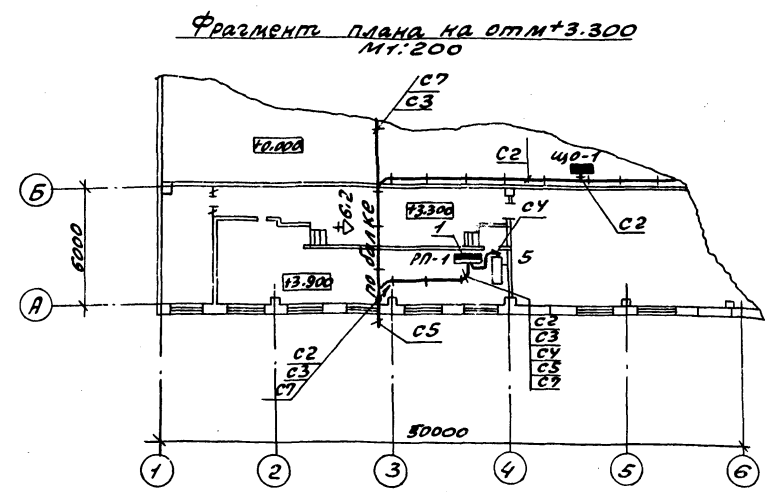 Фрагмент плана на отм+3.300
М1:200
С7
С3
+0.000
С2
ЩО-1
Б
+3.300
С4
С2
6.2
по балке
1
РП-1
5
6000
+3.900
А
С5
С2
С3
С7
С2
С3
С4
С5
С7
30000
1
2
3
4
5
6